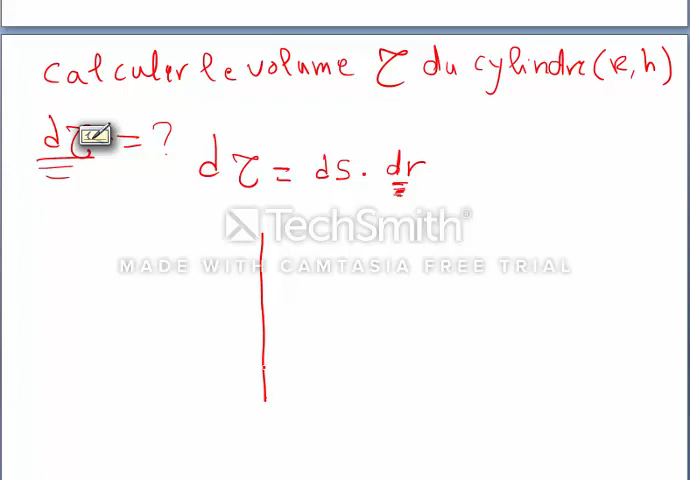 calculer le volume τ du cylindre (R, h)
dτ = ? dτ = ds . dr
TechSmith®
MADE WITH CAMTASIA FREE TRIAL